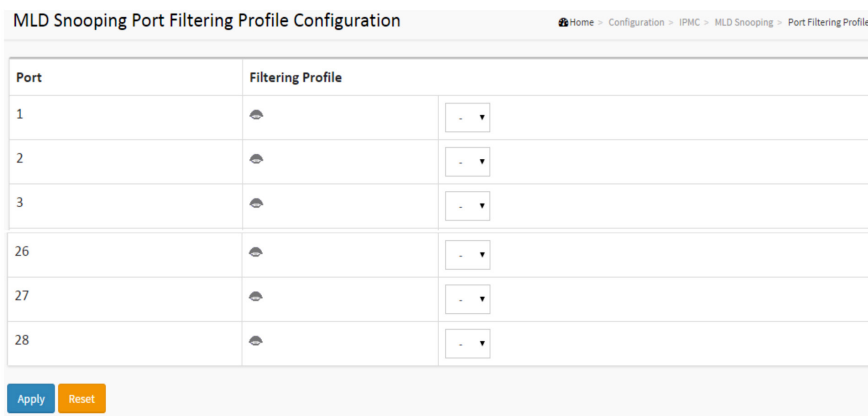 MLD Snooping Port Filtering Profile Configuration
Home > Configuration > IPMC > MLD Snooping > Port Filtering Profile
Port Filtering Profile
1 - ▼
2 - ▼
3 - ▼
26 - ▼
27 - ▼
28 - ▼
Apply Reset